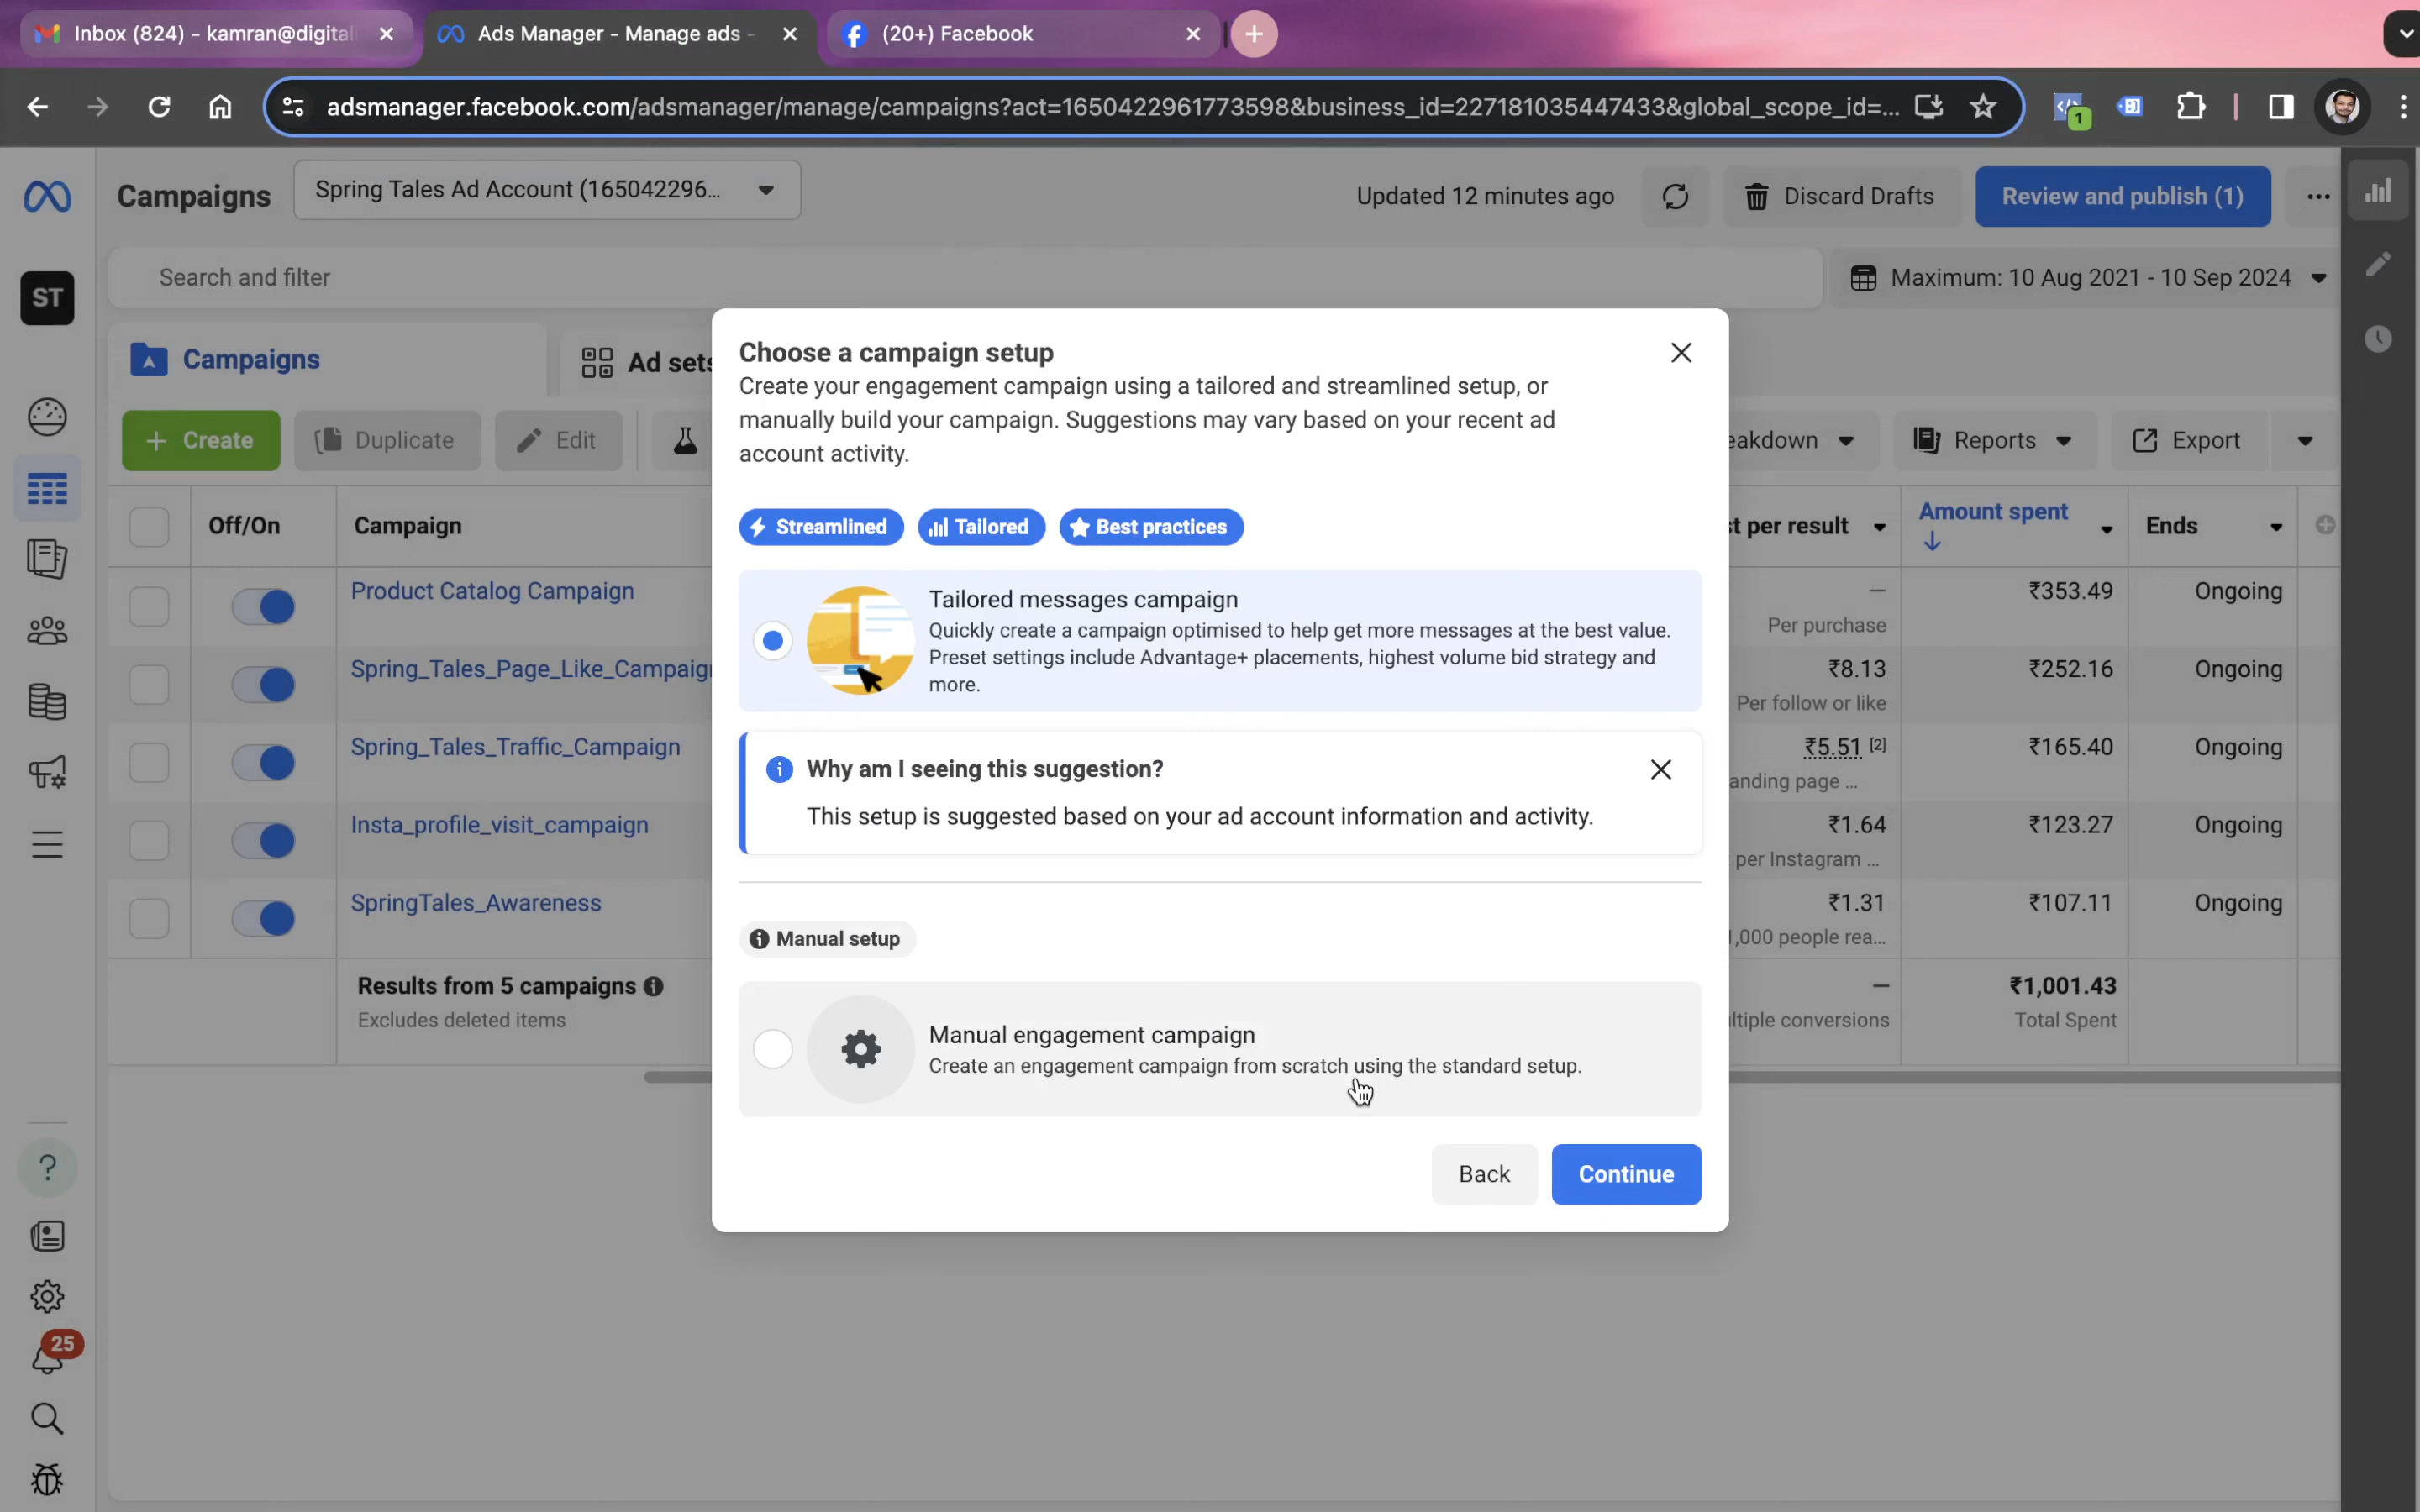 Inbox (824) - kamran@digital
Ads Manager - Manage ads -
(20+) Facebook
adsmanager.facebook.com/adsmanager/manage/campaigns?act=1650422961773598&business_id=227181035447433&global_scope_id=...
1
Campaigns
Spring Tales Ad Account (165042296...
Updated 12 minutes ago
Discard Drafts
Review and publish (1)
ST
Search and filter
Maximum: 10 Aug 2021 - 10 Sep 2024
Campaigns
Ad sets
Create
Duplicate
Edit
Reports
Export
Off/On
Campaign
Amount spent
Ends
Product Catalog Campaign
—
Per purchase
₹353.49
Ongoing
Spring_Tales_Page_Like_Campaign
₹8.13
Per follow or like
₹252.16
Ongoing
Spring_Tales_Traffic_Campaign
₹5.51 [2]
anding page ...
₹165.40
Ongoing
Insta_profile_visit_campaign
₹1.64
per Instagram ...
₹123.27
Ongoing
SpringTales_Awareness
₹1.31
,000 people rea...
₹107.11
Ongoing
Results from 5 campaigns
Excludes deleted items
—
ltiple conversions
₹1,001.43
Total Spent
Choose a campaign setup
Create your engagement campaign using a tailored and streamlined setup, or
manually build your campaign. Suggestions may vary based on your recent ad
account activity.
Streamlined
Tailored
Best practices
Tailored messages campaign
Quickly create a campaign optimised to help get more messages at the best value.
Preset settings include Advantage+ placements, highest volume bid strategy and
more.
Why am I seeing this suggestion?
This setup is suggested based on your ad account information and activity.
Manual setup
Manual engagement campaign
Create an engagement campaign from scratch using the standard setup.
Back
Continue
25